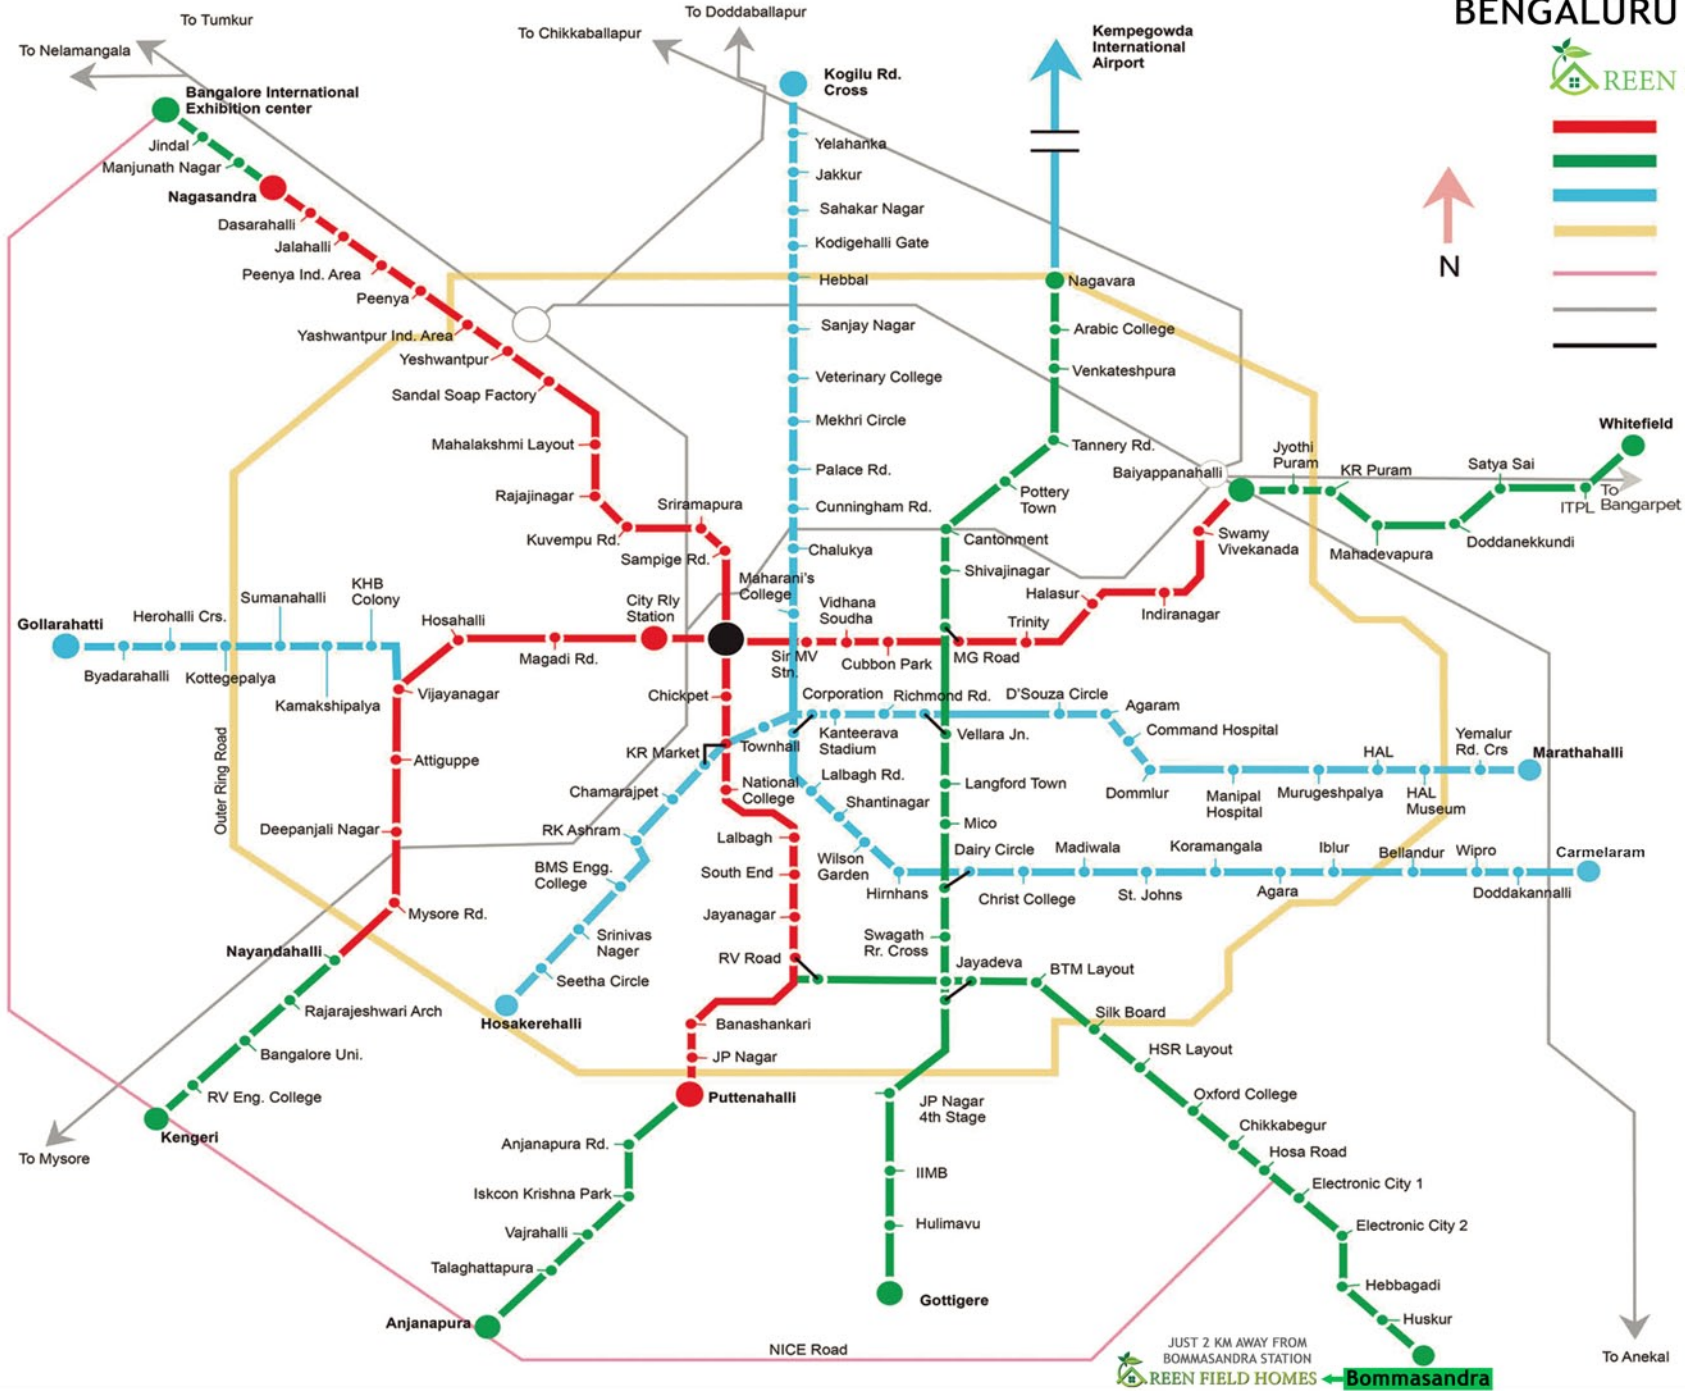 BENGALURU
REEN
N
To Tumkur
To Nelamangala
To Chikkaballapur
To Doddaballapur
Kempegowda
International
Airport
Kogilu Rd.
Cross
Bangalore International
Exhibition center
Jindal
Manjunath Nagar
Nagasandra
Dasarahalli
Jalahalli
Peenya Ind. Area
Peenya
Yashwantpur Ind. Area
Yeshwantpur
Sandal Soap Factory
Mahalakshmi Layout
Rajajinagar
Kuvempu Rd.
Sriramapura
Sampige Rd.
Yelahanka
Jakkur
Sahakar Nagar
Kodigehalli Gate
Hebbal
Sanjay Nagar
Veterinary College
Mekhri Circle
Palace Rd.
Cunningham Rd.
Chalukya
Maharani's
College
Nagavara
Arabic College
Venkateshpura
Tannery Rd.
Pottery
Town
Cantonment
Shivajinagar
Baiyappanahalli
Jyothi
Puram
KR Puram
Mahadevapura
Doddanekkundi
Satya Sai
ITPL
Whitefield
To
Bangarpet
Swamy
Vivekanada
Indiranagar
Halasur
Trinity
MG Road
Cubbon Park
Vidhana
Soudha
Sir MV
Stn.
City Rly
Station
Magadi Rd.
Hosahalli
Vijayanagar
KHB
Colony
Kamakshipalya
Sumanahalli
Kottegepalya
Herohalli Crs.
Byadarahalli
Gollarahatti
Outer Ring Road
Attiguppe
Deepanjali Nagar
Mysore Rd.
Nayandahalli
Rajarajeshwari Arch
Bangalore Uni.
RV Eng. College
Kengeri
To Mysore
Chickpet
KR Market
Townhall
National
College
Lalbagh
South End
Jayanagar
RV Road
Banashankari
JP Nagar
Puttenahalli
Anjanapura Rd.
Iskcon Krishna Park
Vajrahalli
Talaghattapura
Anjanapura
Chamarajpet
RK Ashram
BMS Engg.
College
Srinivas
Nager
Seetha Circle
Hosakerehalli
Corporation
Kanteerava
Stadium
Richmond Rd.
D'Souza Circle
Agaram
Command Hospital
Dommlur
Manipal
Hospital
Murugeshpalya
HAL
HAL
Museum
Yemalur
Rd. Crs
Marathahalli
Vellara Jn.
Langford Town
Mico
Lalbagh Rd.
Shantinagar
Wilson
Garden
Hirnhans
Dairy Circle
Christ College
Madiwala
St. Johns
Koramangala
Agara
Iblur
Bellandur
Wipro
Doddakannalli
Carmelaram
Swagath
Rr. Cross
Jayadeva
BTM Layout
Silk Board
HSR Layout
Oxford College
Chikkabegur
Hosa Road
Electronic City 1
Electronic City 2
Hebbagadi
Huskur
Bommasandra
JP Nagar
4th Stage
IIMB
Hulimavu
Gottigere
NICE Road
To Anekal
JUST 2 KM AWAY FROM
BOMMASANDRA STATION
REEN FIELD HOMES